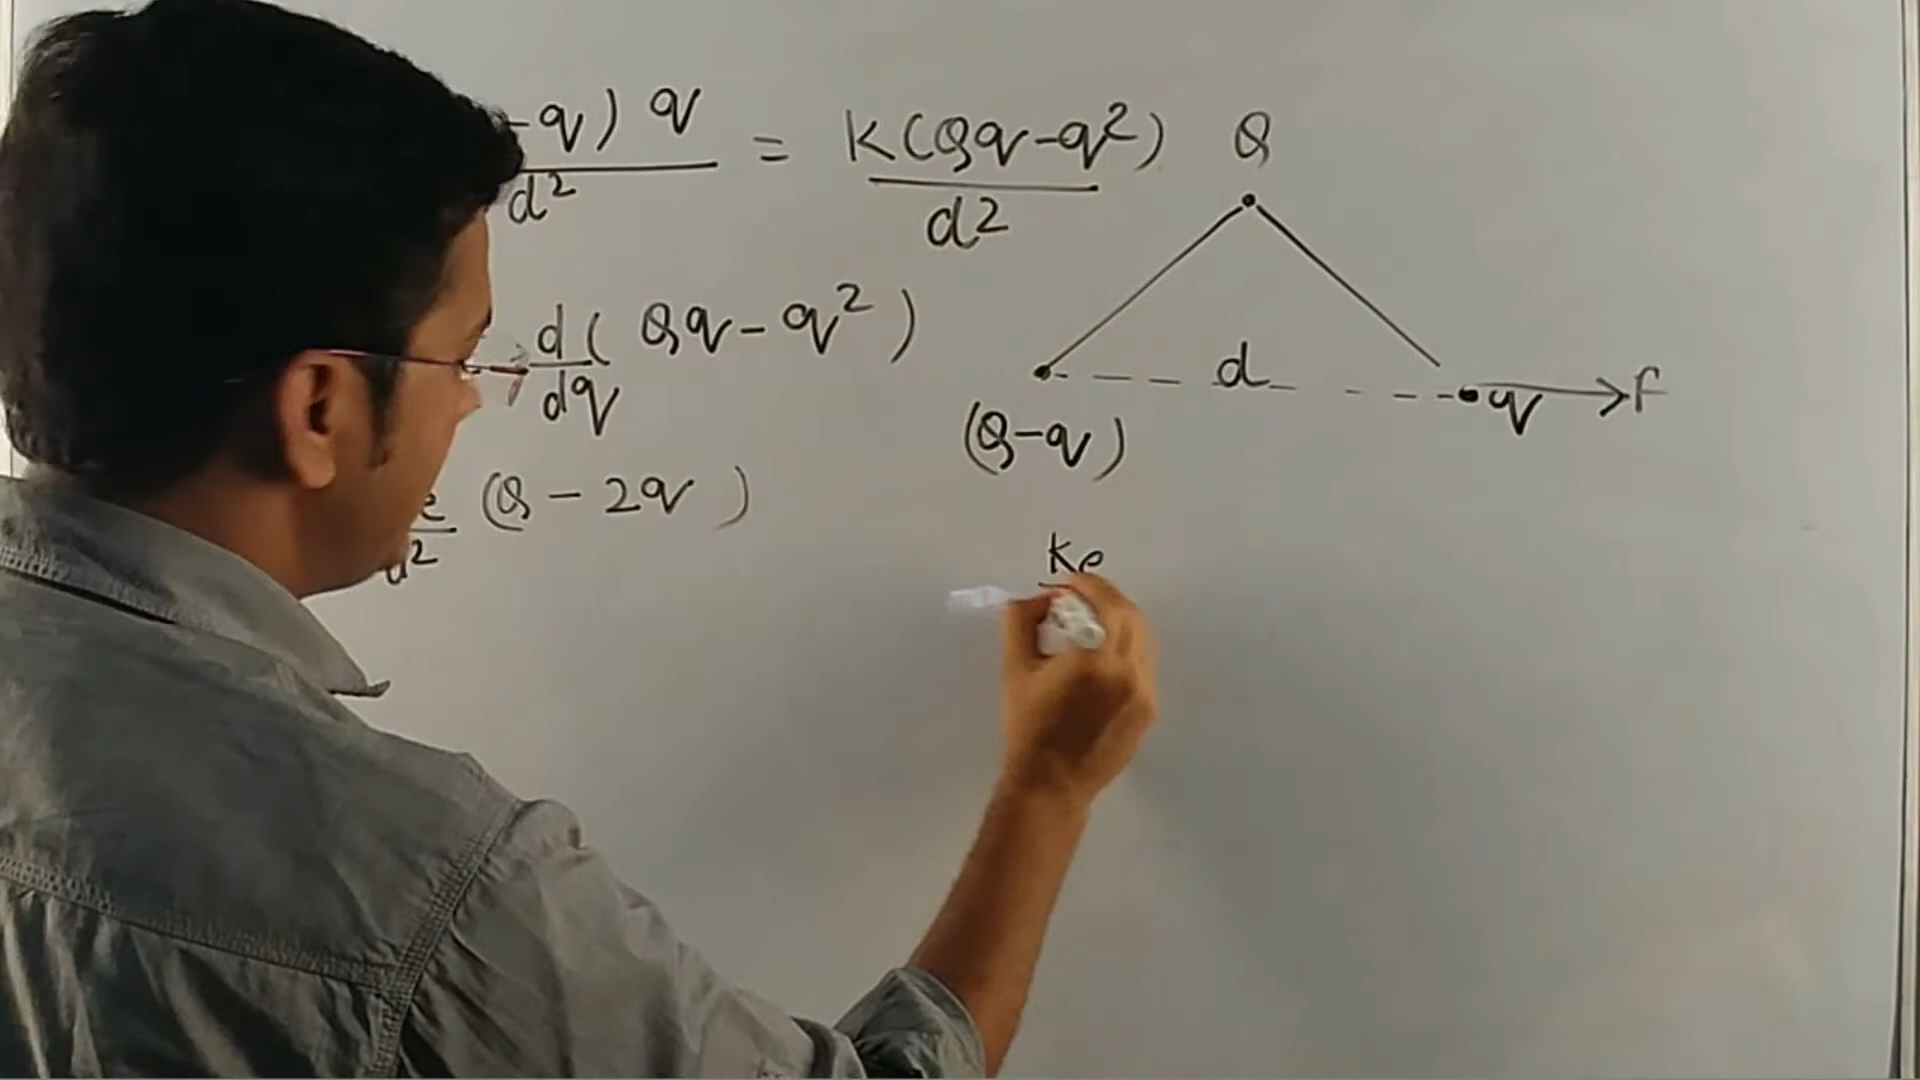 -q) q = K(Qq-q²) Q
d² d²
d ( Qq - q² )
dq
d
q → F
(Q-q)
e (Q - 2q )
d²
Ke